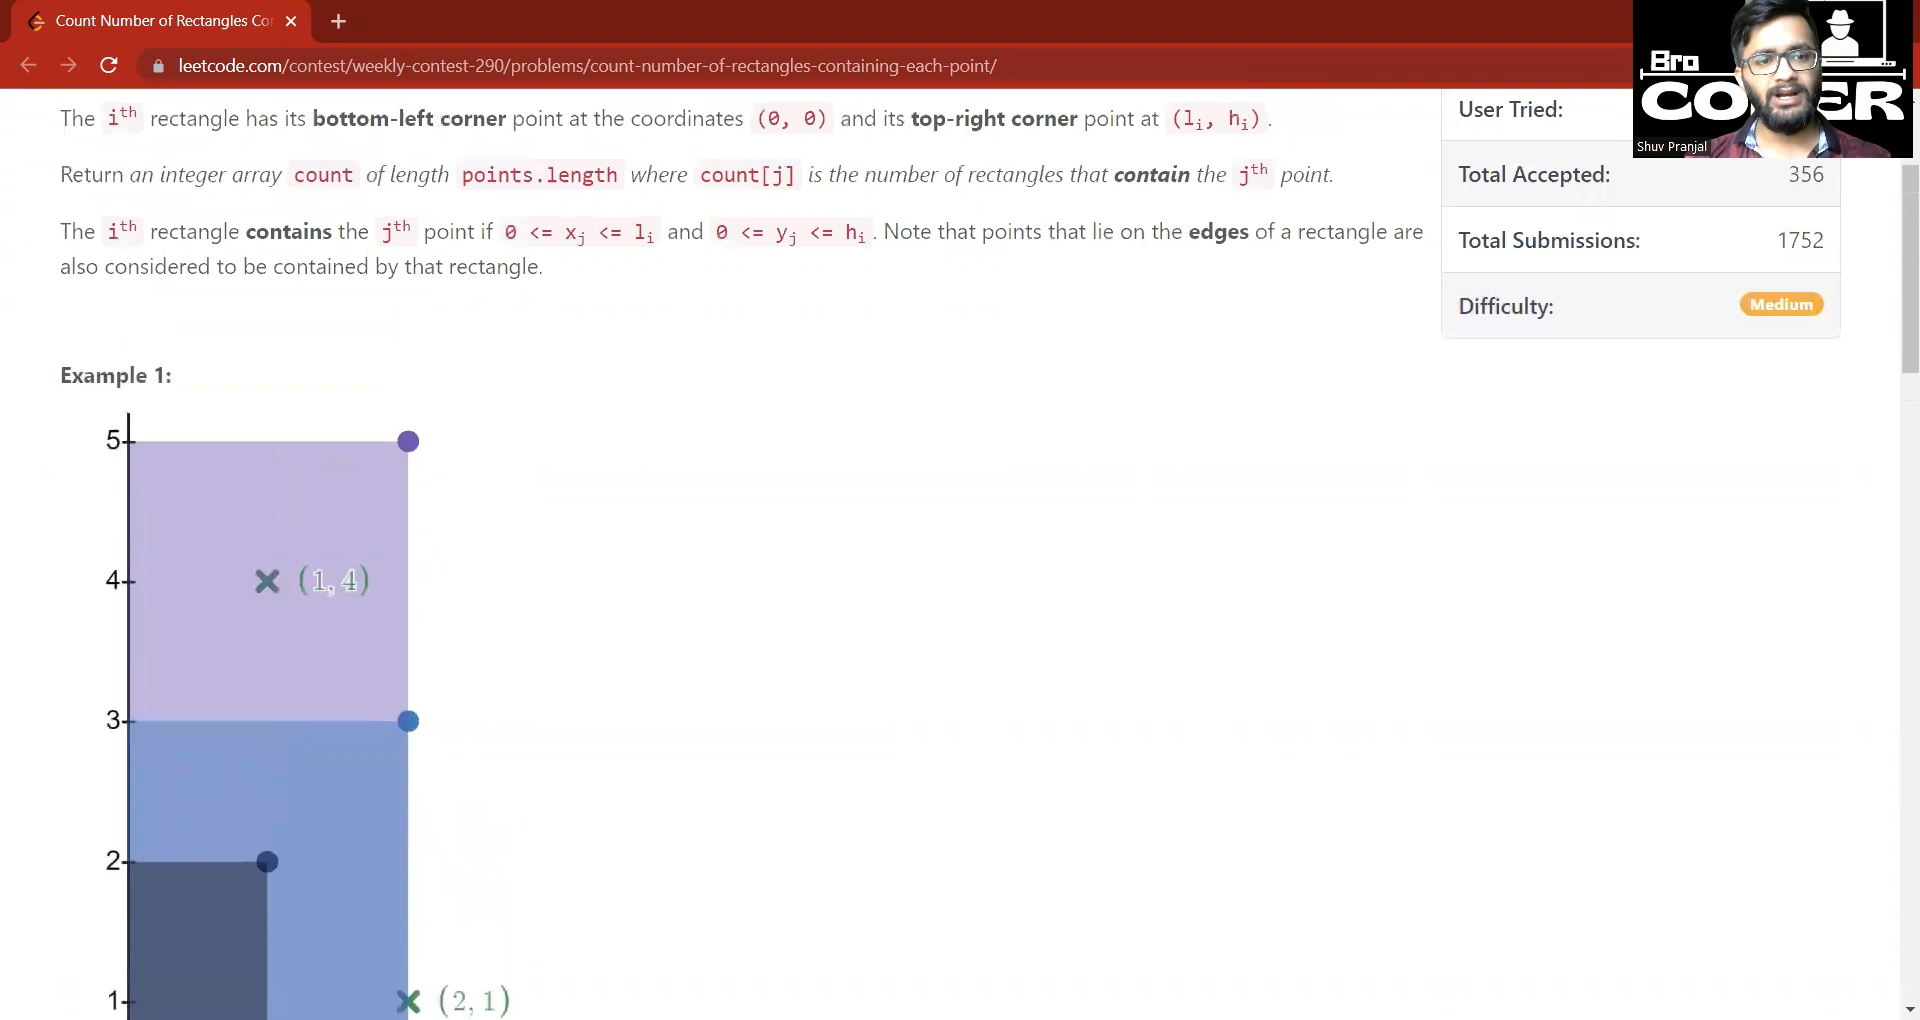 Count Number of Rectangles Co
leetcode.com/contest/weekly-contest-290/problems/count-number-of-rectangles-containing-each-point/
Bro
CODER
Shuv Pranjal
The iᵗʰ rectangle has its bottom-left corner point at the coordinates (0, 0) and its top-right corner point at (lᵢ, hᵢ).
Return an integer array count of length points.length where count[j] is the number of rectangles that contain the jᵗʰ point.
The iᵗʰ rectangle contains the jᵗʰ point if 0 <= xⱼ <= lᵢ and 0 <= yⱼ <= hᵢ. Note that points that lie on the edges of a rectangle are
also considered to be contained by that rectangle.
User Tried:
Total Accepted: 356
Total Submissions: 1752
Difficulty: Medium
Example 1:
5
4 (1, 4)
3
2
1 (2, 1)